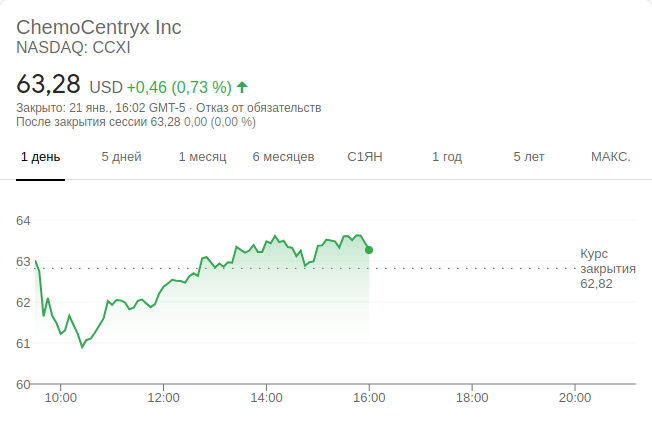 ChemoCentryx Inc
NASDAQ: CCXI
63,28 USD +0,46 (0,73 %)
Закрыто: 21 янв., 16:02 GMT-5 · Отказ от обязательств
После закрытия сессии 63,28 0,00 (0,00 %)
1 день 5 дней 1 месяц 6 месяцев С1ЯН 1 год 5 лет МАКС.
64
63
62
61
60
Курс
закрытия
62,82
10:00 12:00 14:00 16:00 18:00 20:00